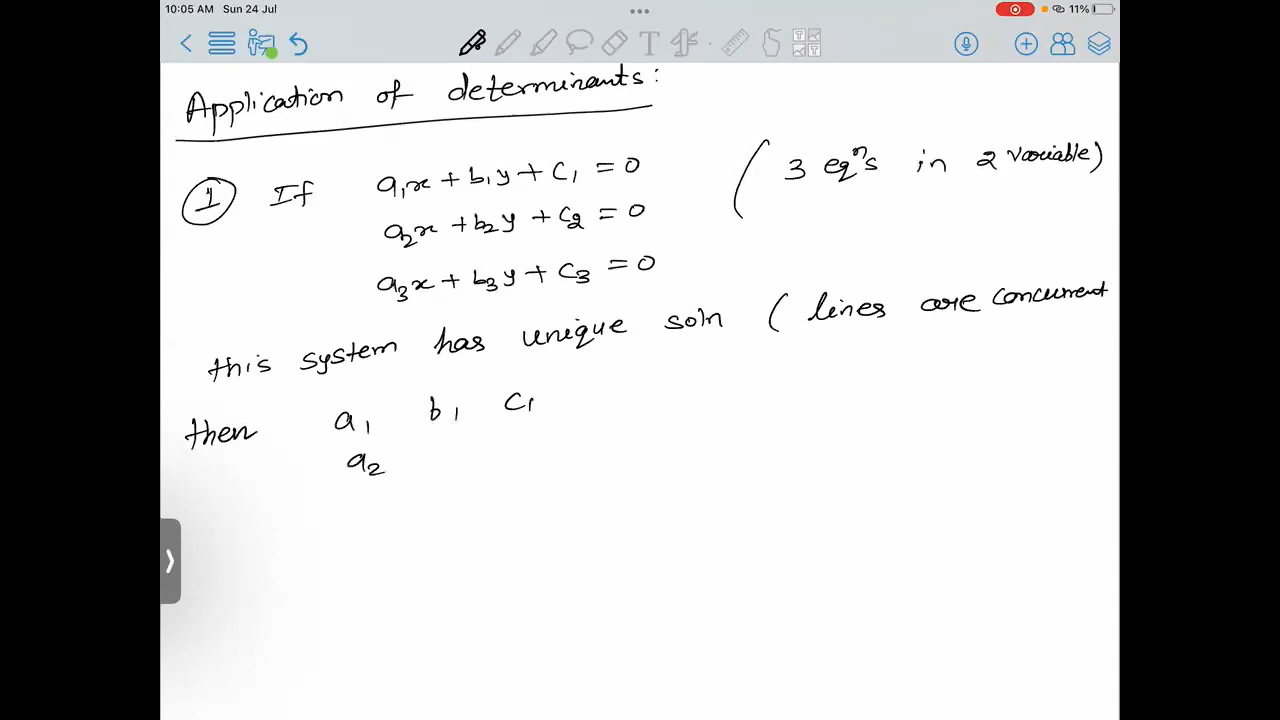 10:05 AM Sun 24 Jul
11%
Application of determinants:
① If a₁x + b₁y + c₁ = 0 ( 3 eqⁿs in 2 variable)
a₂x + b₂y + c₂ = 0
a₃x + b₃y + c₃ = 0
this system has unique soln ( lines are concurrent
then a₁ b₁ c₁
a₂